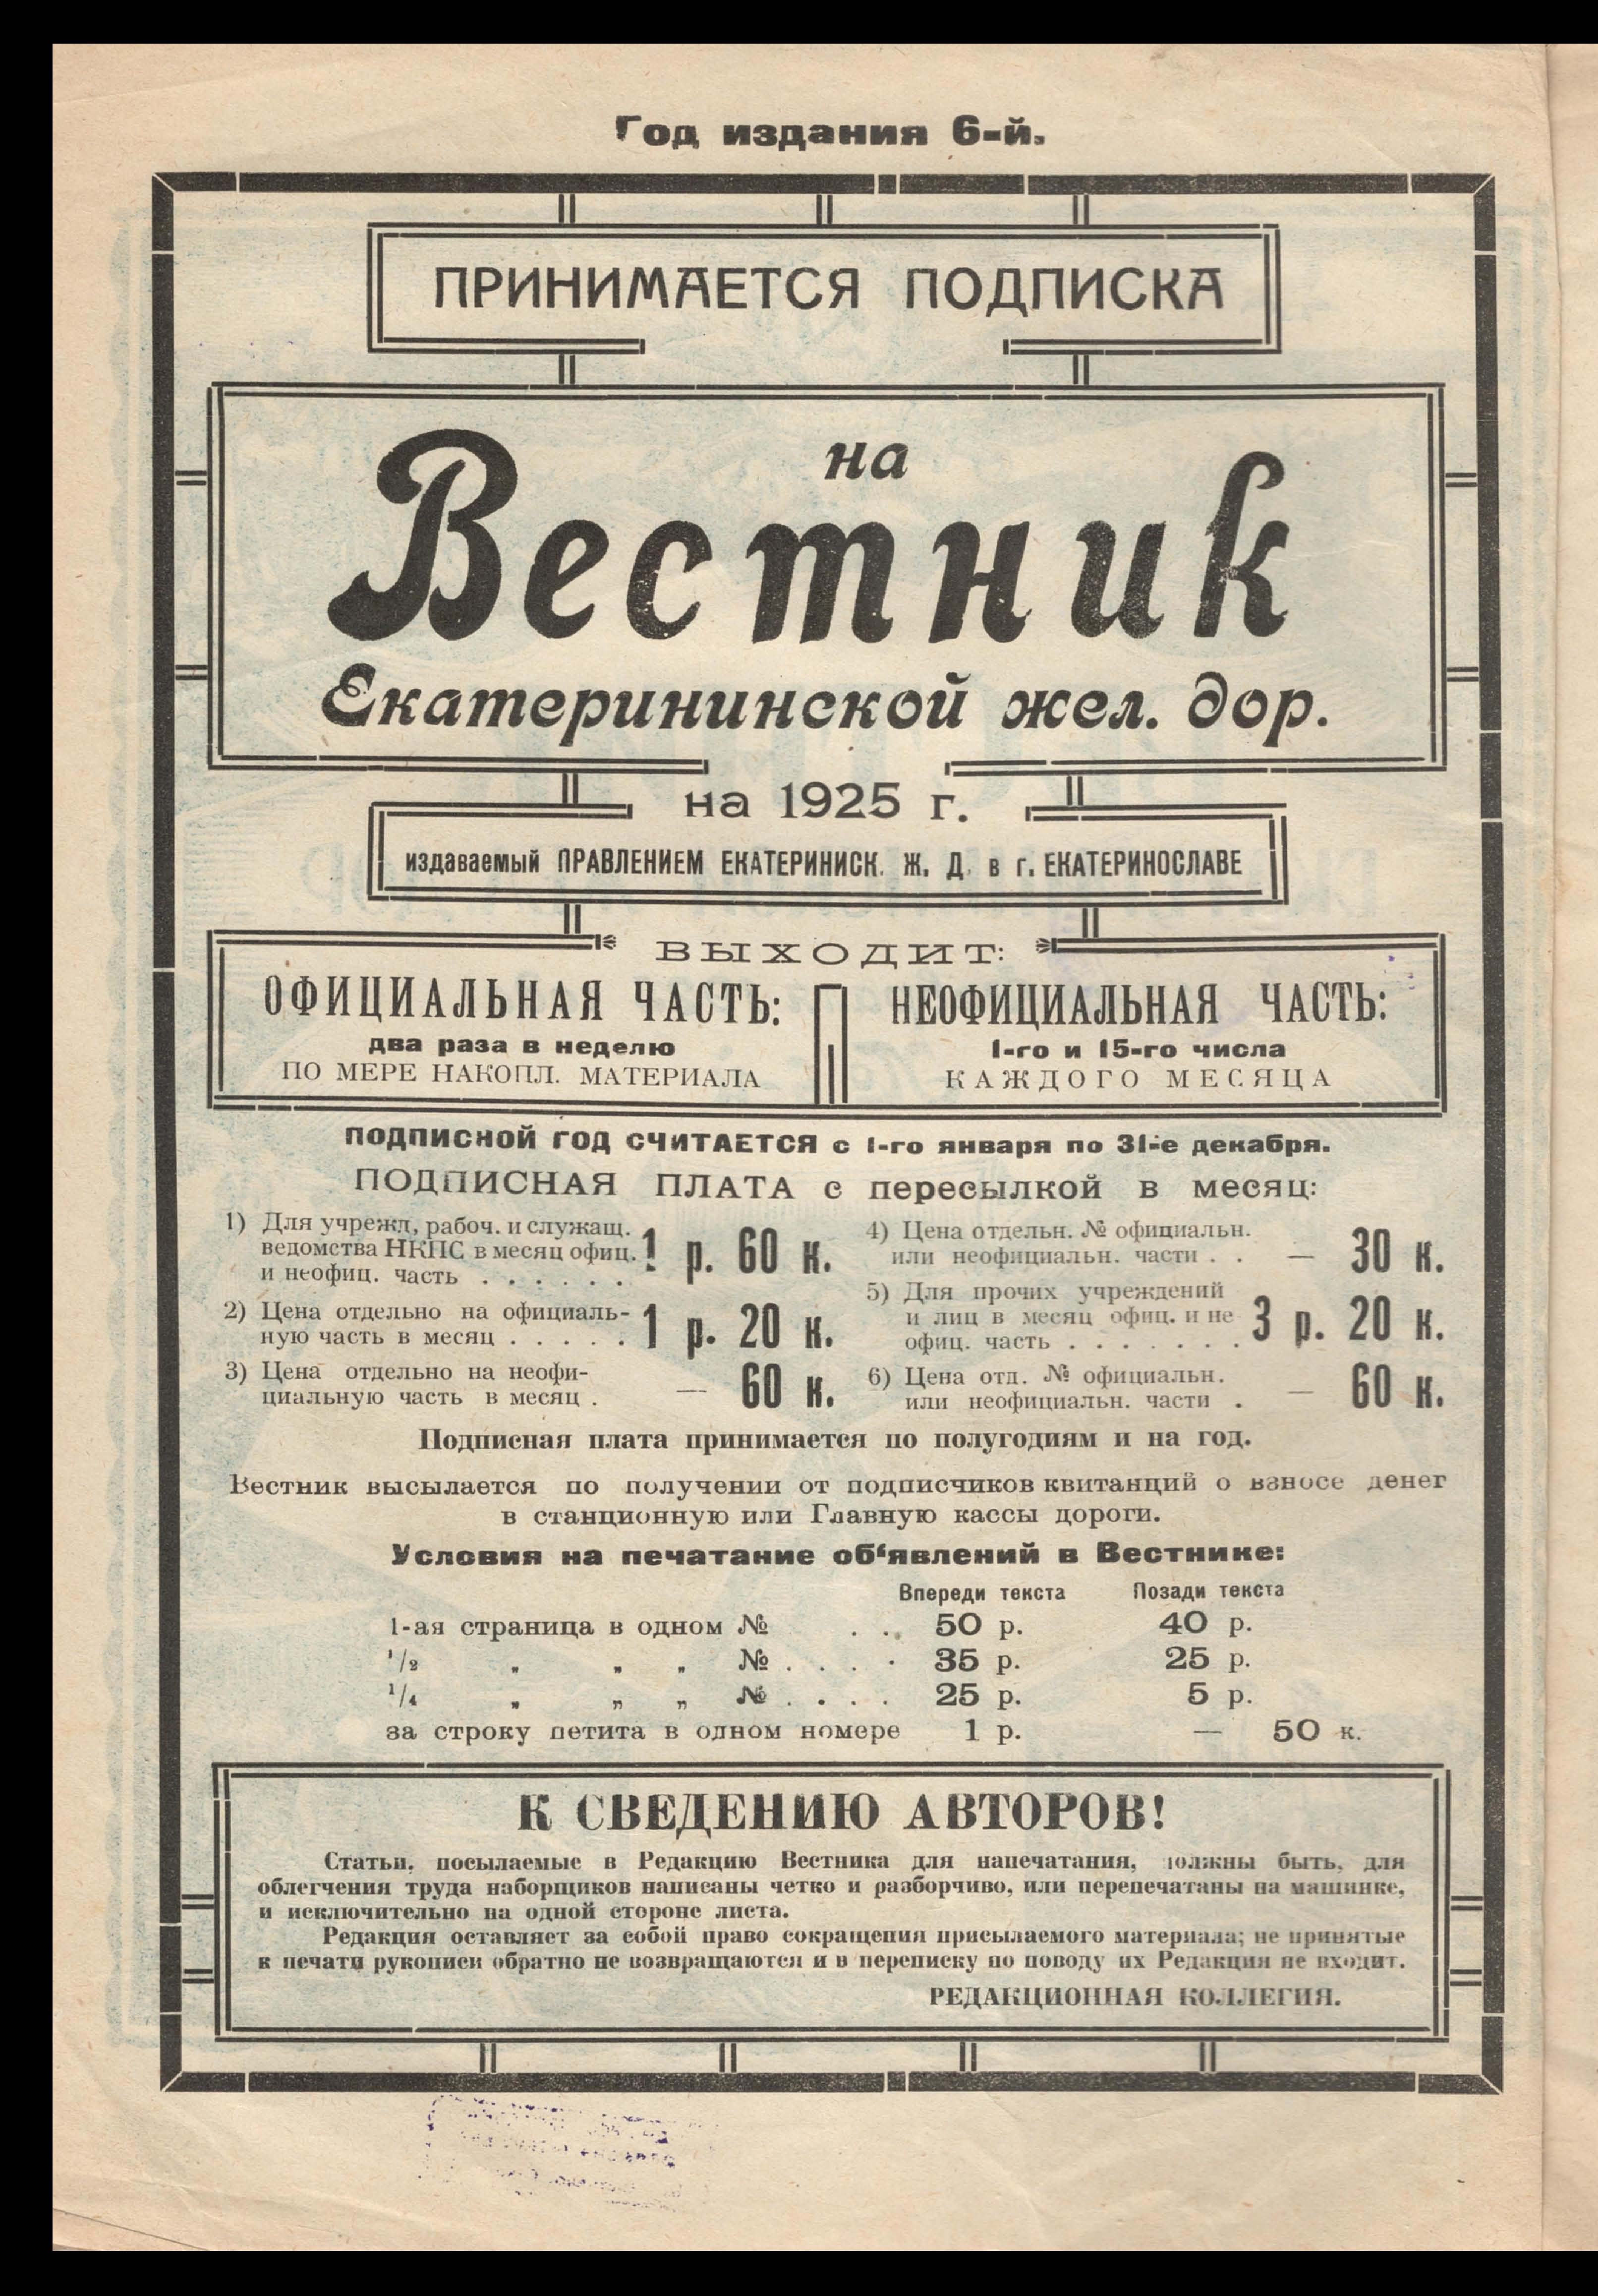 Год издания 6-й.
ПРИНИМАЕТСЯ ПОДПИСКА
на
Вестник
Екатерининской жел. дор.
на 1925 г.
издаваемый ПРАВЛЕНИЕМ ЕКАТЕРИНИСК. Ж. Д. в г. ЕКАТЕРИНОСЛАВЕ
ВЫХОДИТ:
ОФИЦИАЛЬНАЯ ЧАСТЬ:
два раза в неделю
ПО МЕРЕ НАКОПЛ. МАТЕРИАЛА
НЕОФИЦИАЛЬНАЯ ЧАСТЬ:
1-го и 15-го числа
КАЖДОГО МЕСЯЦА
ПОДПИСНОЙ ГОД СЧИТАЕТСЯ с 1-го января по 31-е декабря.
ПОДПИСНАЯ ПЛАТА с пересылкой в месяц:
1) Для учрежд, рабоч. и служащ.
ведомства НКПС в месяц офиц.
и неофиц. часть . . . . . . 1 р. 60 к.
2) Цена отдельно на официаль-
ную часть в месяц . . . . . 1 р. 20 к.
3) Цена отдельно на неофи-
циальную часть в месяц . — 60 к.
4) Цена отдельн. № официальн.
или неофициальн. части . . — 30 к.
5) Для прочих учреждений
и лиц в месяц офиц. и не
офиц. часть . . . . . . . 3 р. 20 к.
6) Цена отд. № официальн.
или неофициальн. части . — 60 к.
Подписная плата принимается по полугодиям и на год.
Вестник высылается по получении от подписчиков квитанций о взносе денег
в станционную или Главную кассы дороги.
Условия на печатание об‘явлений в Вестнике:
Впереди текста Позади текста
1-ая страница в одном № . . . 50 р. 40 р.
1/2 „ „ „ № . . . . 35 р. 25 р.
1/4 „ „ „ № . . . . 25 р. 5 р.
за строку петита в одном номере 1 р. — 50 к.
К СВЕДЕНИЮ АВТОРОВ!
Статьи, посылаемые в Редакцию Вестника для напечатания, должны быть, для
облегчения труда наборщиков написаны четко и разборчиво, или перепечатаны на машинке,
и исключительно на одной стороне листа.
Редакция оставляет за собой право сокращения присылаемого материала; не принятые
к печати рукописи обратно не возвращаются и в переписку по поводу их Редакция не входит.
РЕДАКЦИОННАЯ КОЛЛЕГИЯ.